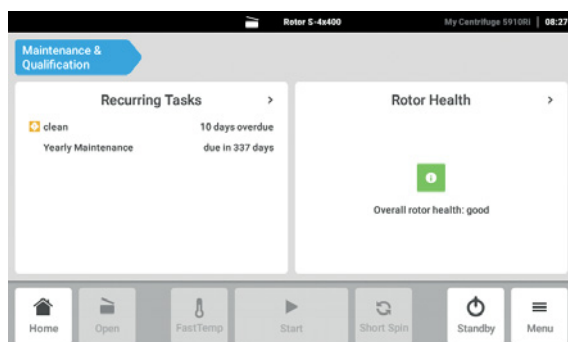 Rotor S-4x400
My Centrifuge 5910Ri | 08:27
Maintenance &
Qualification
Recurring Tasks >
clean 10 days overdue
Yearly Maintenance due in 337 days
Rotor Health >
Overall rotor health: good
Home
Open
FastTemp
Start
Short Spin
Standby
Menu